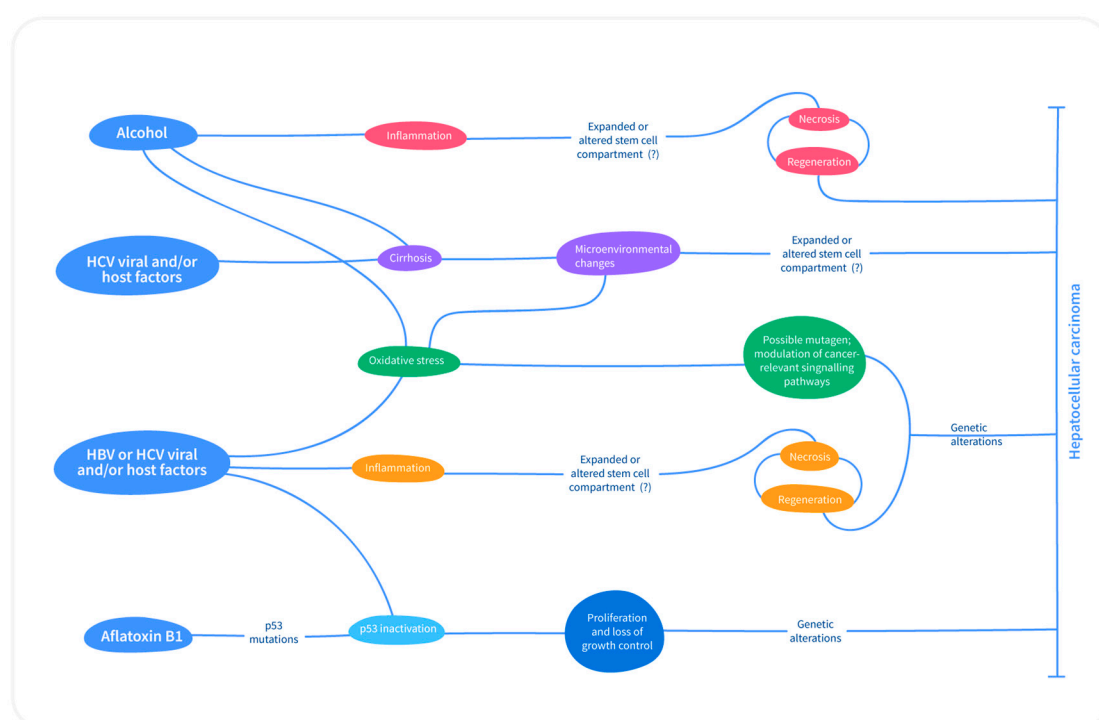 Alcohol
Inflammation
Expanded or
altered stem cell
compartment (?)
Necrosis
Regeneration
HCV viral and/or
host factors
Cirrhosis
Microenvironmental
changes
Expanded or
altered stem cell
compartment (?)
Oxidative stress
Possible mutagen;
modulation of cancer-
relevant singnalling
pathways
Genetic
alterations
HBV or HCV viral
and/or host factors
Inflammation
Expanded or
altered stem cell
compartment (?)
Necrosis
Regeneration
Aflatoxin B1
p53
mutations
p53 inactivation
Proliferation
and loss of
growth control
Genetic
alterations
Hepatocellular carcinoma